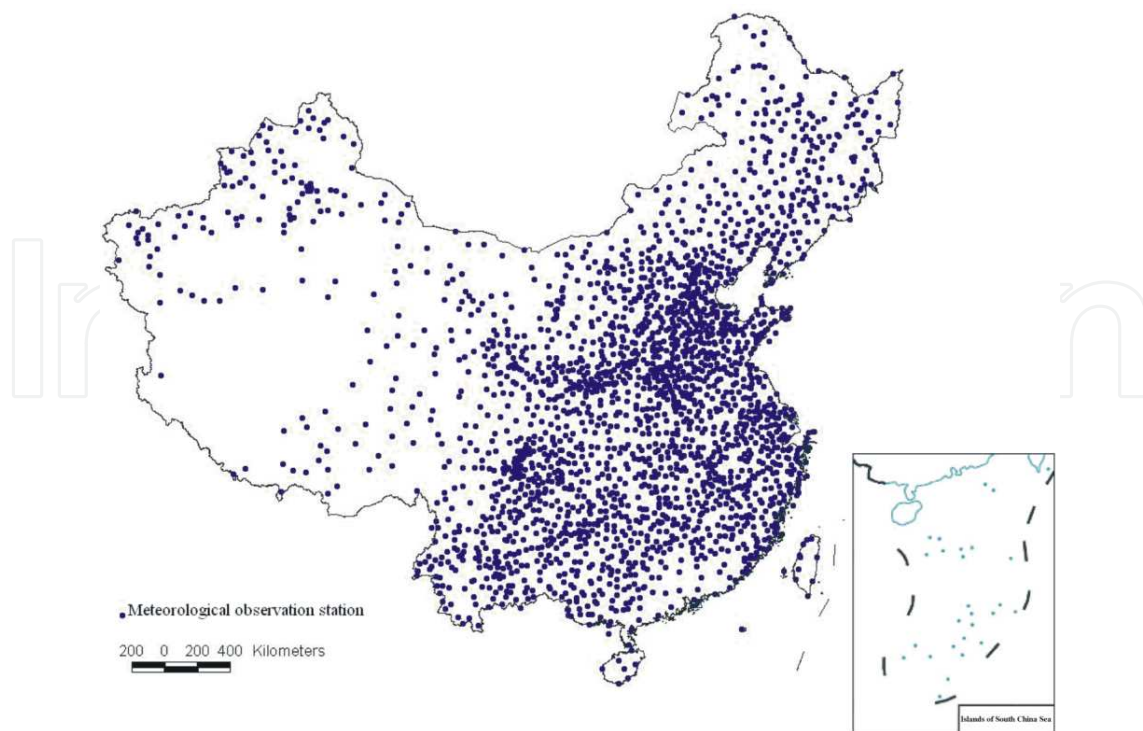 Meteorological observation station
200 0 200 400 Kilometers
Islands of South China Sea